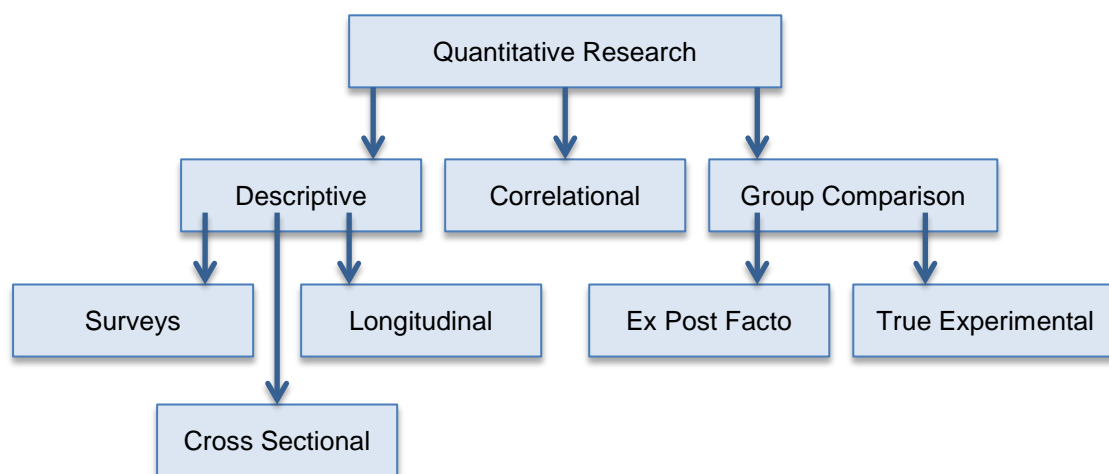 Quantitative Research
Descriptive
Correlational
Group Comparison
Surveys
Longitudinal
Ex Post Facto
True Experimental
Cross Sectional